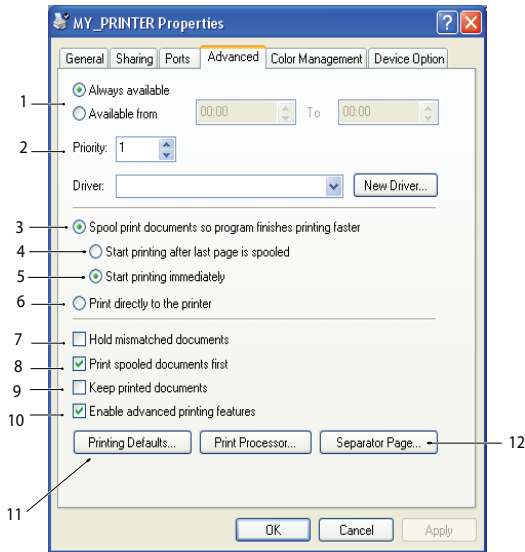 MY_PRINTER Properties
General Sharing Ports Advanced Color Management Device Option
1 Always available
Available from 00:00 To 00:00
2 Priority: 1
Driver: New Driver...
3 Spool print documents so program finishes printing faster
4 Start printing after last page is spooled
5 Start printing immediately
6 Print directly to the printer
7 Hold mismatched documents
8 Print spooled documents first
9 Keep printed documents
10 Enable advanced printing features
Printing Defaults... Print Processor... Separator Page... 12
11
OK Cancel Apply